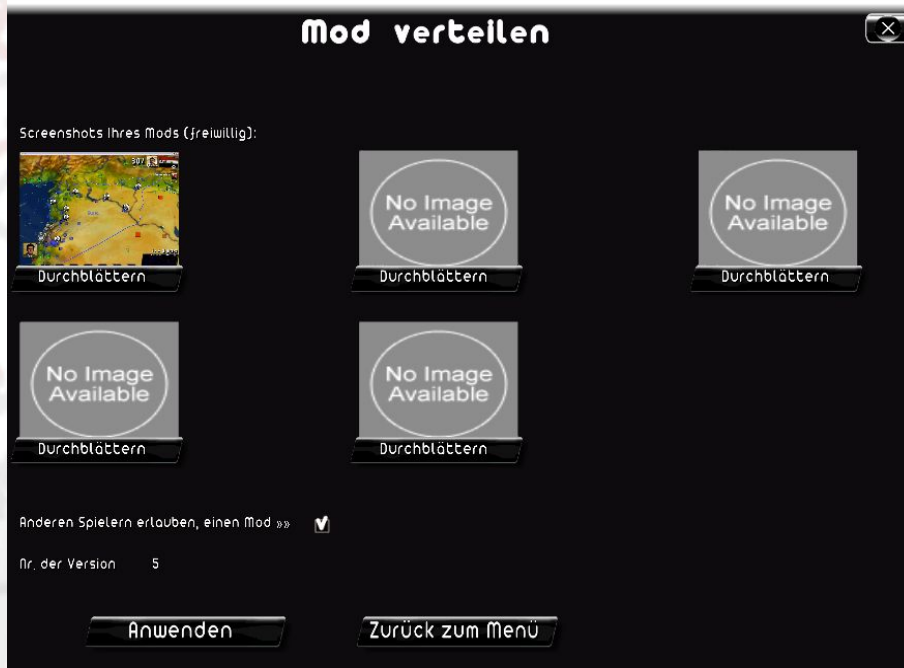 Mod verteilen
Screenshots Ihres Mods (freiwillig):
Durchblättern
No Image
Available
Durchblättern
No Image
Available
Durchblättern
No Image
Available
Durchblättern
No Image
Available
Durchblättern
Anderen Spielern erlauben, einen Mod »»
Nr. der Version 5
Anwenden
Zurück zum Menü